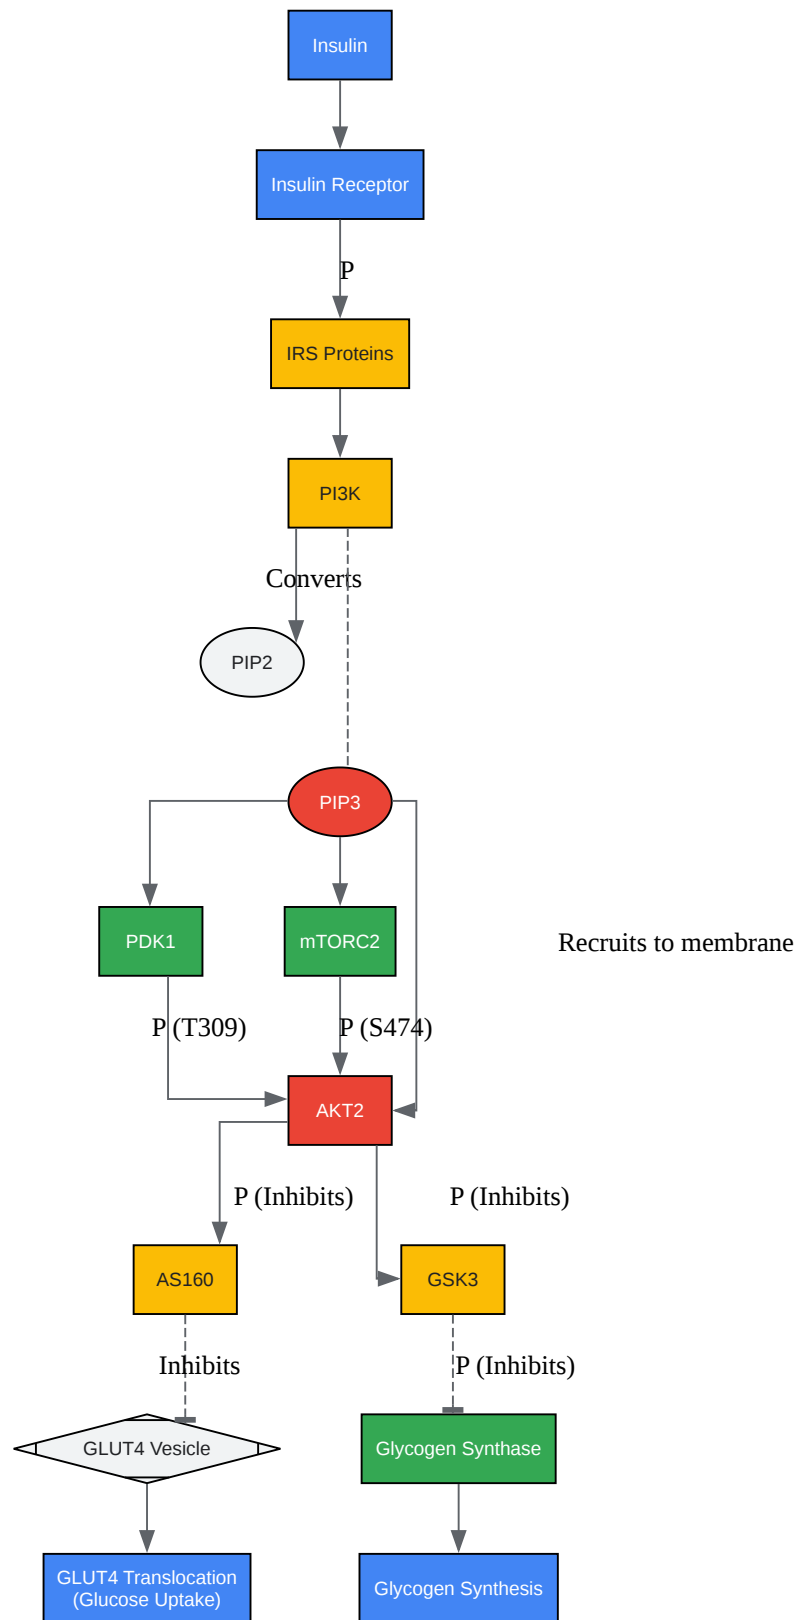 Insulin
Insulin Receptor
P
IRS Proteins
PI3K
Converts
PIP2
PIP3
PDK1
mTORC2
Recruits to membrane
P (T309)
P (S474)
AKT2
P (Inhibits)
P (Inhibits)
AS160
GSK3
Inhibits
P (Inhibits)
GLUT4 Vesicle
Glycogen Synthase
GLUT4 Translocation
(Glucose Uptake)
Glycogen Synthesis